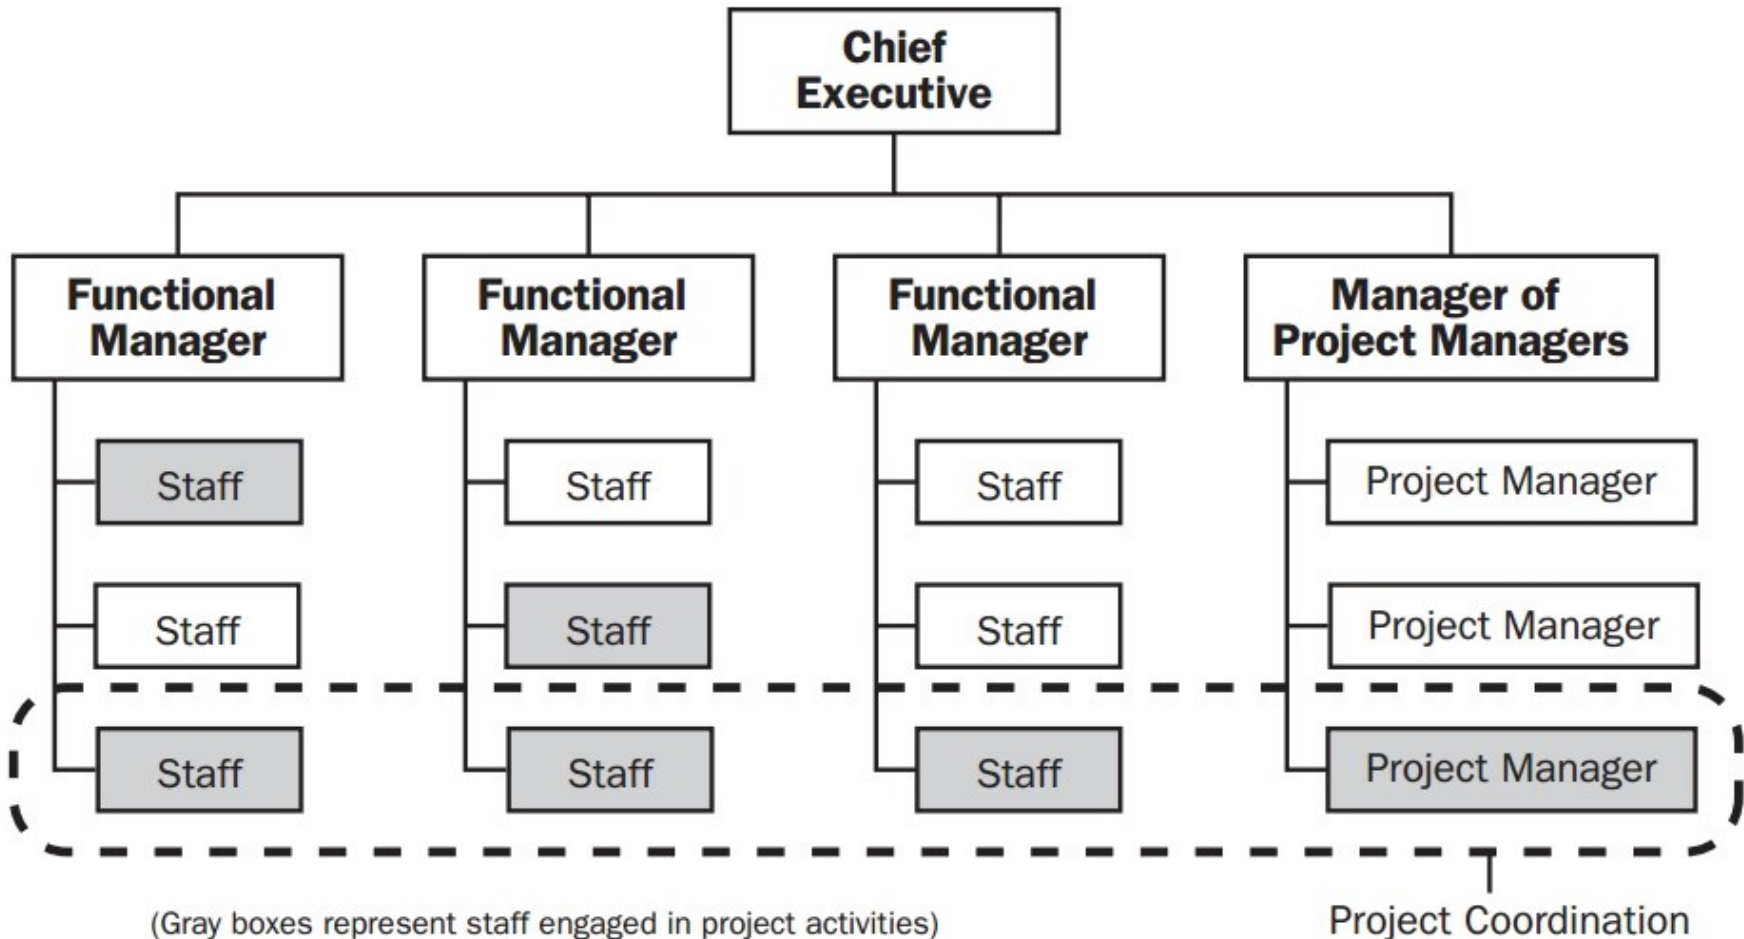 Chief
Executive
Functional
Manager
Functional
Manager
Functional
Manager
Manager of
Project Managers
Staff
Staff
Staff
Project Manager
Staff
Staff
Staff
Project Manager
Staff
Staff
Staff
Project Manager
(Gray boxes represent staff engaged in project activities)
Project Coordination